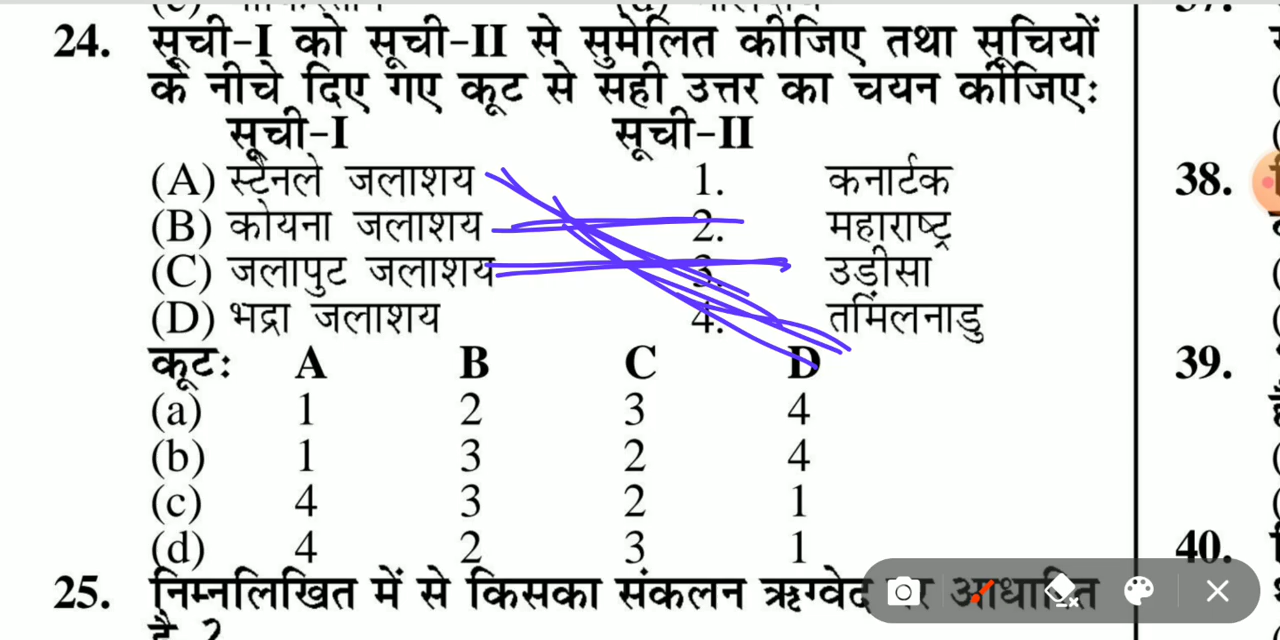 24. सूची-I को सूची-II से सुमेलित कीजिए तथा सूचियों
के नीचे दिए गए कूट से सही उत्तर का चयन कीजिएः
सूची-I सूची-II
(A) स्टैनले जलाशय 1. कर्नाटक
(B) कोयना जलाशय 2. महाराष्ट्र
(C) जलापुट जलाशय 3. उड़ीसा
(D) भद्रा जलाशय 4. तमिलनाडु
कूटः A B C D
(a) 1 2 3 4
(b) 1 3 2 4
(c) 4 3 2 1
(d) 4 2 3 1
25. निम्नलिखित में से किसका संकलन ऋग्वेद पर आधारित
है ?
38.
39.
40.